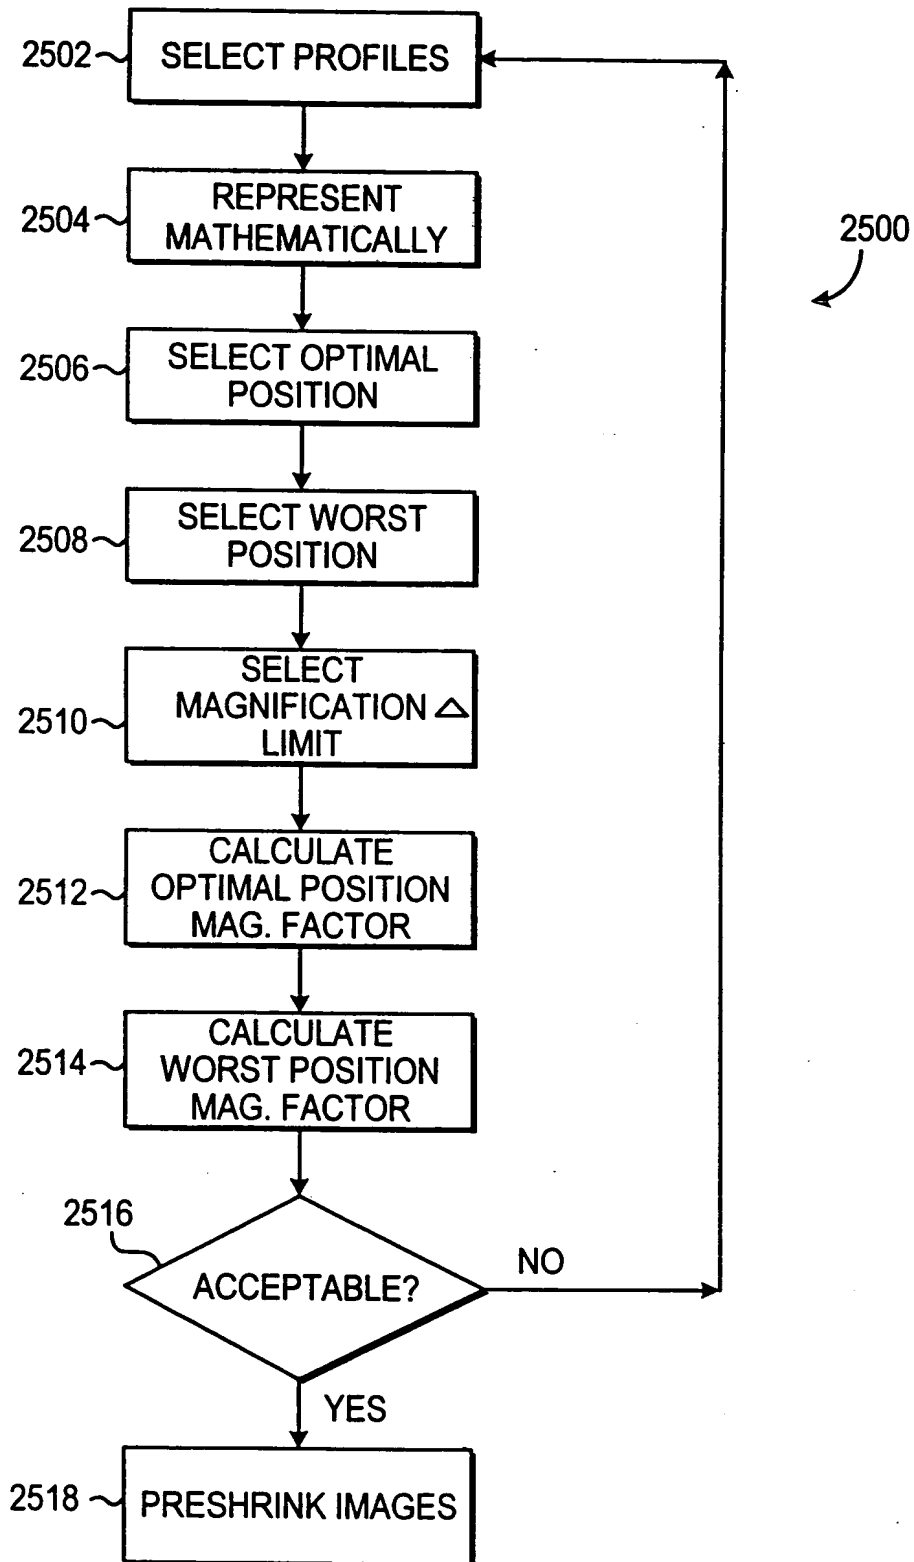 2502
SELECT PROFILES
2504
REPRESENT
MATHEMATICALLY
2500
2506
SELECT OPTIMAL
POSITION
2508
SELECT WORST
POSITION
2510
SELECT
MAGNIFICATION △
LIMIT
2512
CALCULATE
OPTIMAL POSITION
MAG. FACTOR
2514
CALCULATE
WORST POSITION
MAG. FACTOR
2516
ACCEPTABLE?
NO
YES
2518
PRESHRINK IMAGES